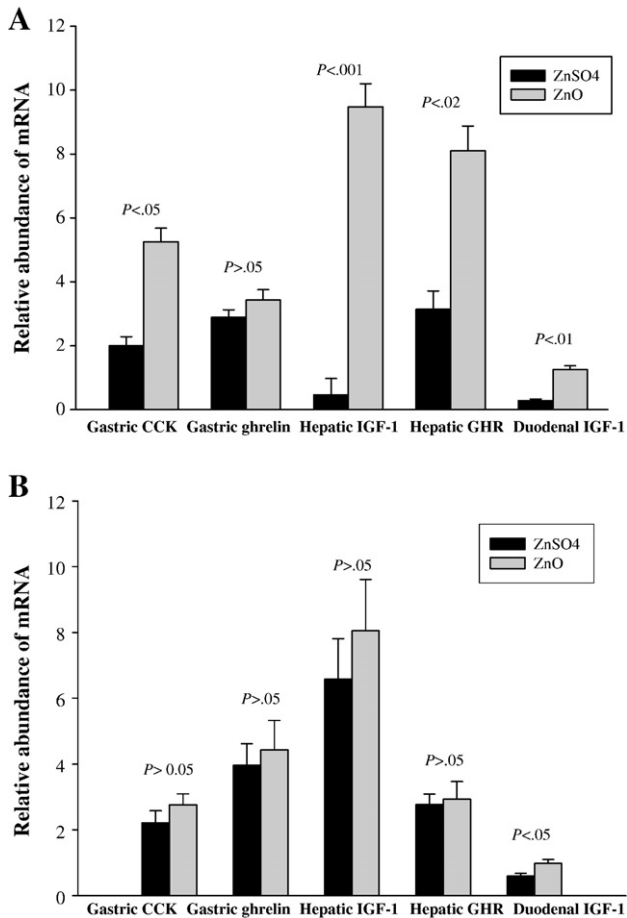 A
12
10
8
6
4
2
0
Relative abundance of mRNA
P<.05
P>.05
P<.001
P<.02
P<.01
ZnSO4
ZnO
Gastric CCK Gastric ghrelin Hepatic IGF-1 Hepatic GHR Duodenal IGF-1
B
12
10
8
6
4
2
0
Relative abundance of mRNA
P> 0.05
P>.05
P>.05
P>.05
P<.05
ZnSO4
ZnO
Gastric CCK Gastric ghrelin Hepatic IGF-1 Hepatic GHR Duodenal IGF-1